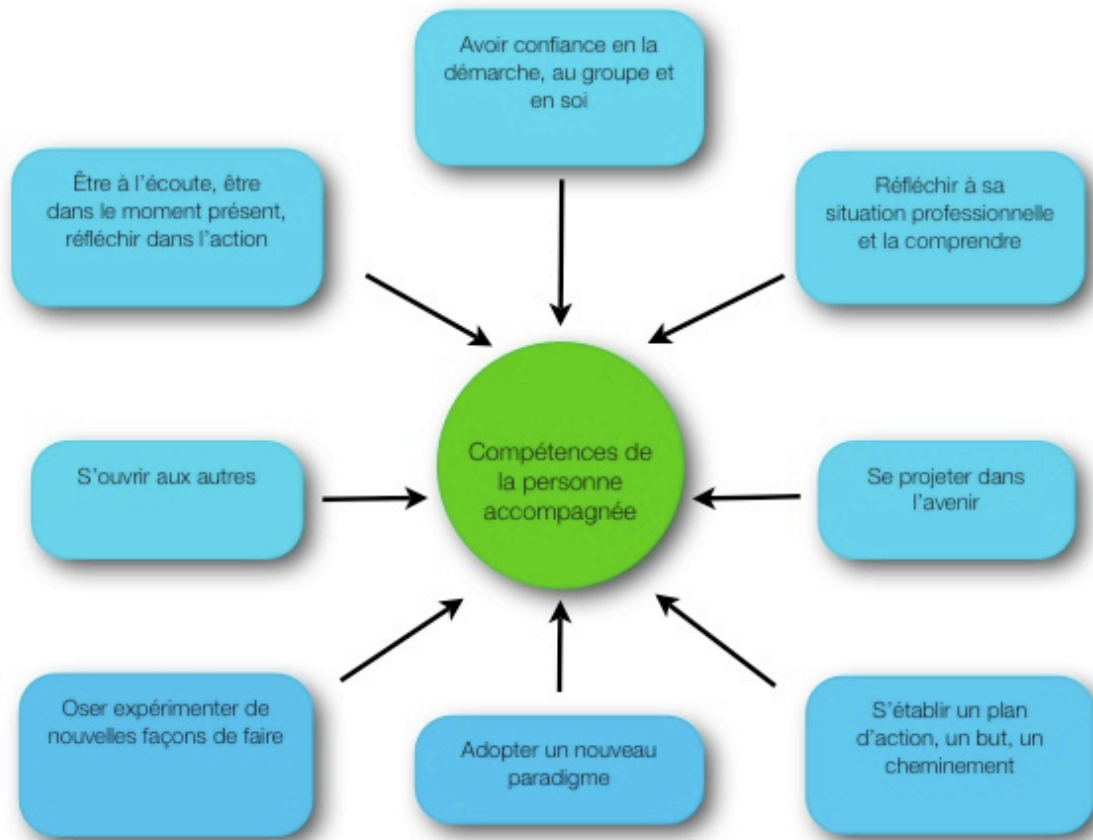 Avoir confiance en la
démarche, au groupe et
en soi
Être à l'écoute, être
dans le moment présent,
réfléchir dans l'action
Réfléchir à sa
situation professionnelle
et la comprendre
Compétences de
la personne
accompagnée
S'ouvrir aux autres
Se projeter dans
l'avenir
Oser expérimenter de
nouvelles façons de faire
Adopter un nouveau
paradigme
S'établir un plan
d'action, un but, un
cheminement